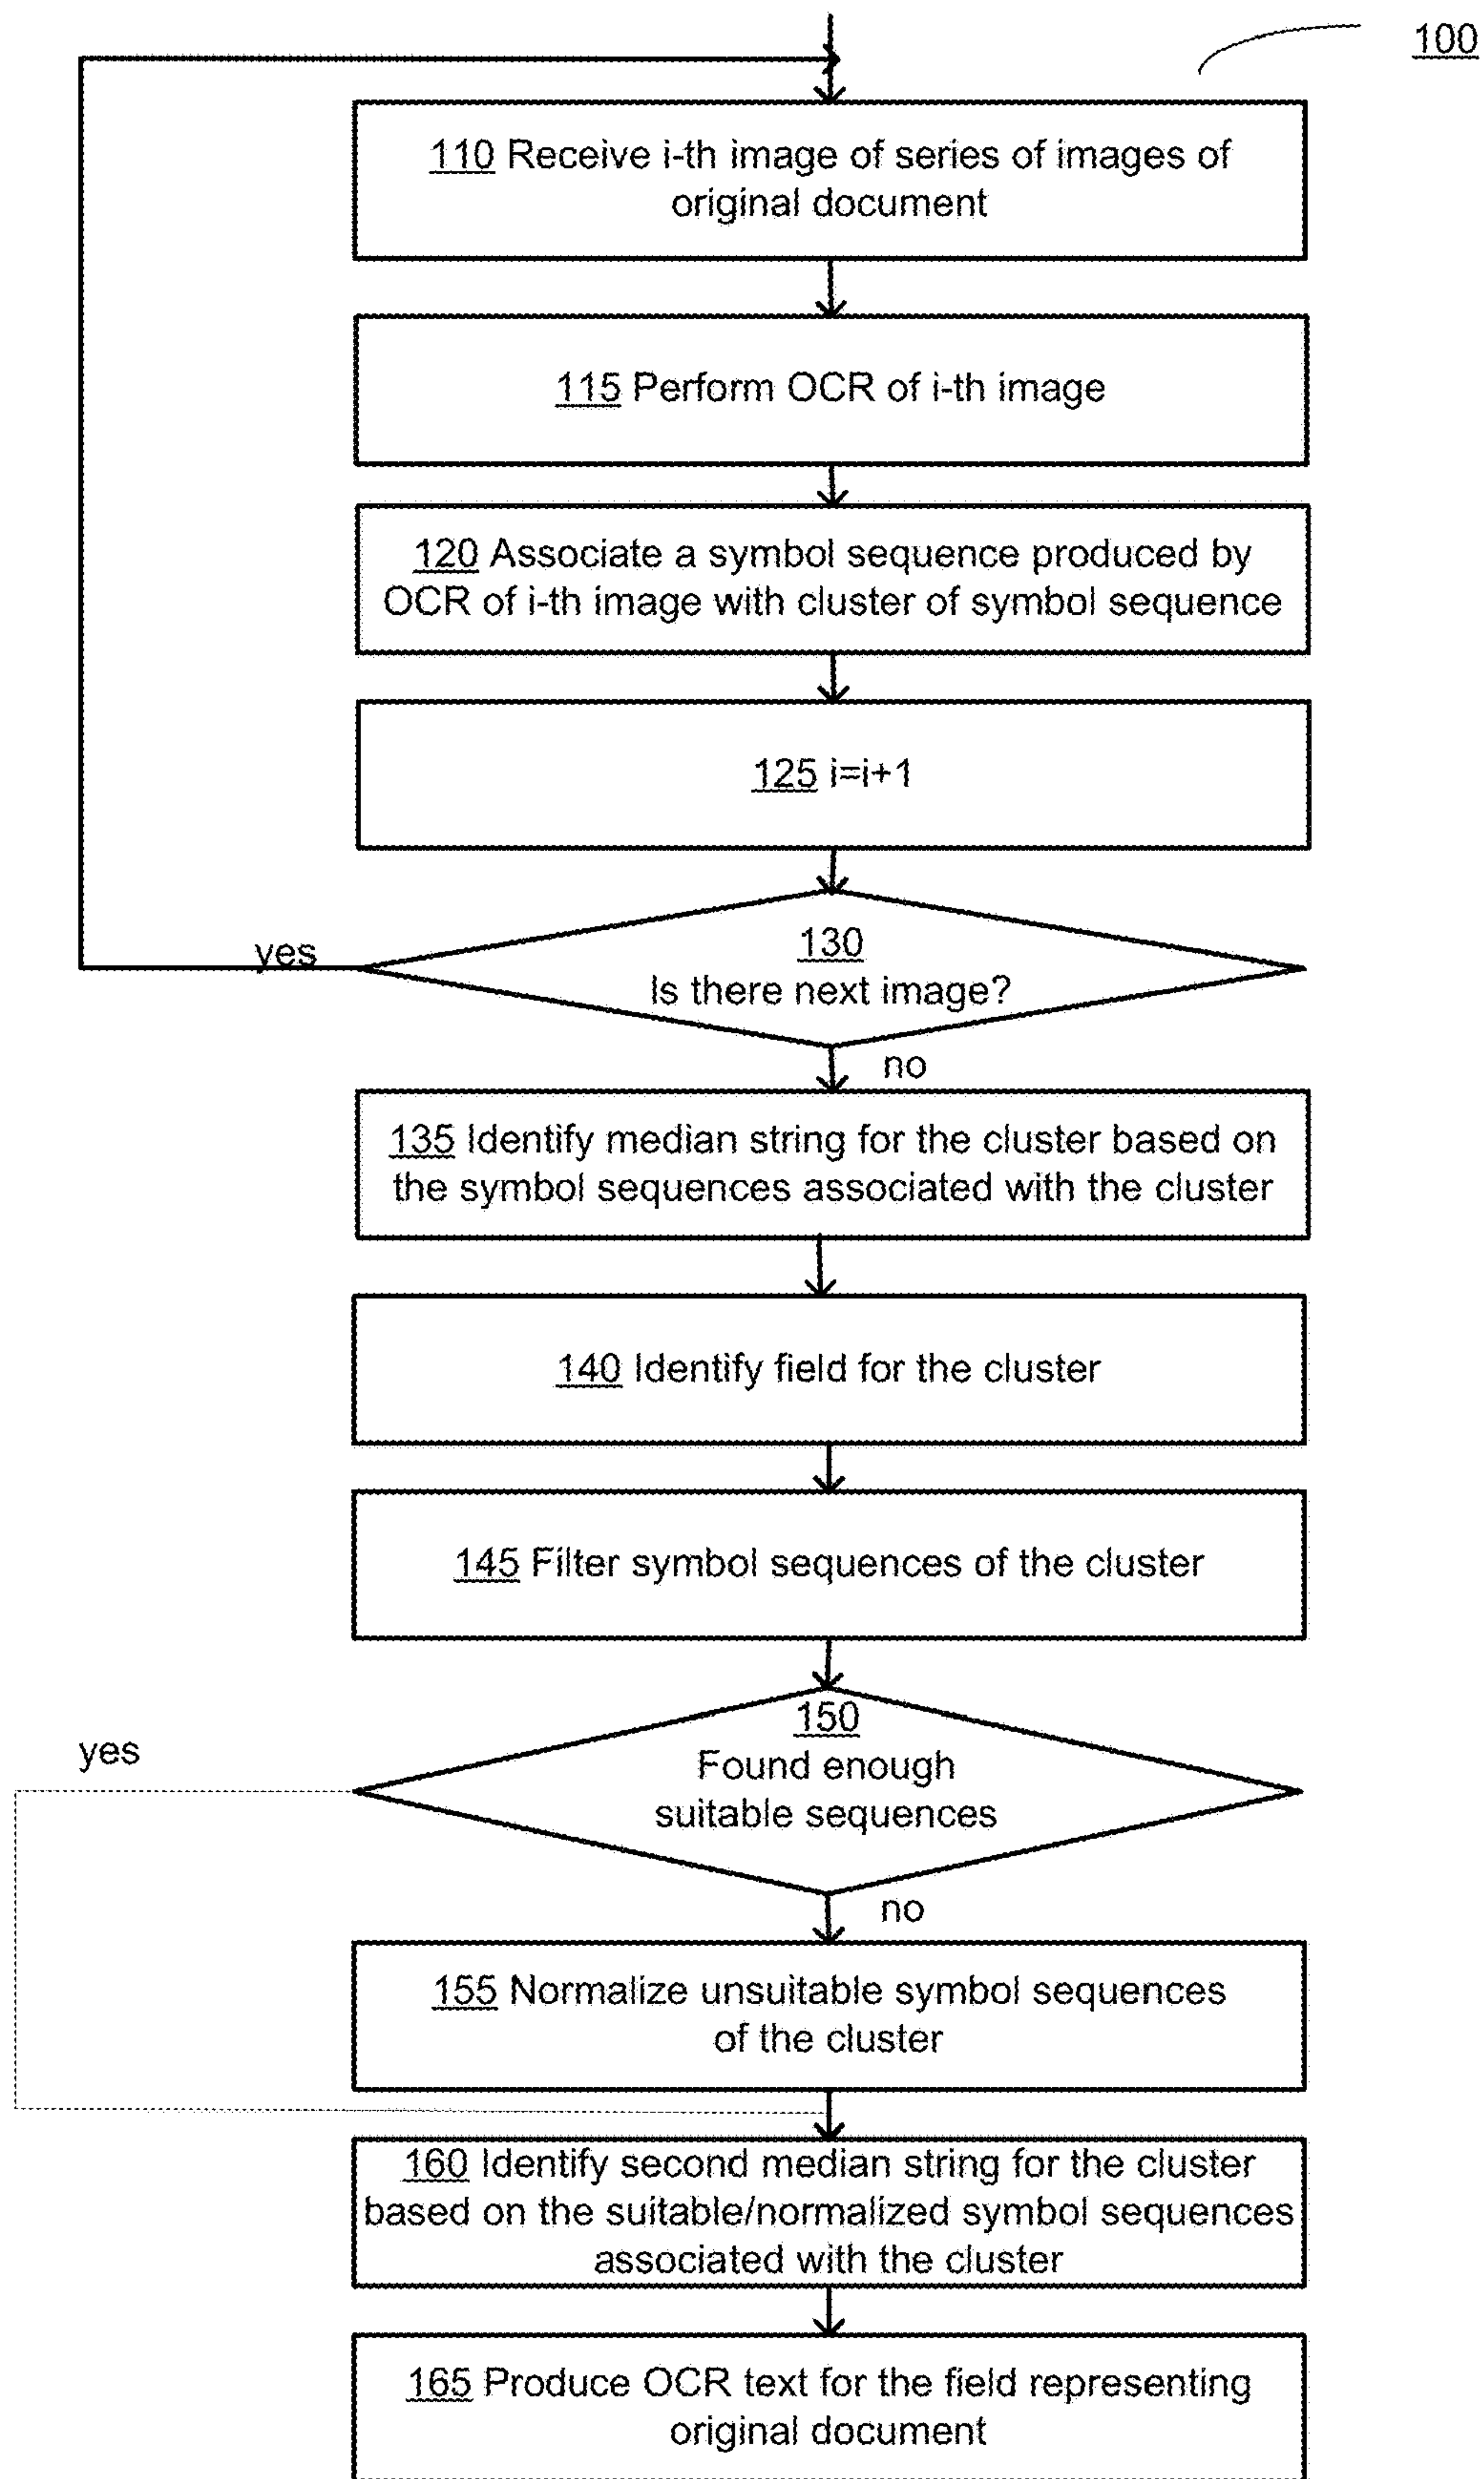 100
110 Receive i-th image of series of images of
original document
115 Perform OCR of i-th image
120 Associate a symbol sequence produced by
OCR of i-th image with cluster of symbol sequence
125 i=i+1
130
Is there next image?
yes
no
135 Identify median string for the cluster based on
the symbol sequences associated with the cluster
140 Identify field for the cluster
145 Filter symbol sequences of the cluster
150
Found enough
suitable sequences
yes
no
155 Normalize unsuitable symbol sequences
of the cluster
160 Identify second median string for the cluster
based on the suitable/normalized symbol sequences
associated with the cluster
165 Produce OCR text for the field representing
original document